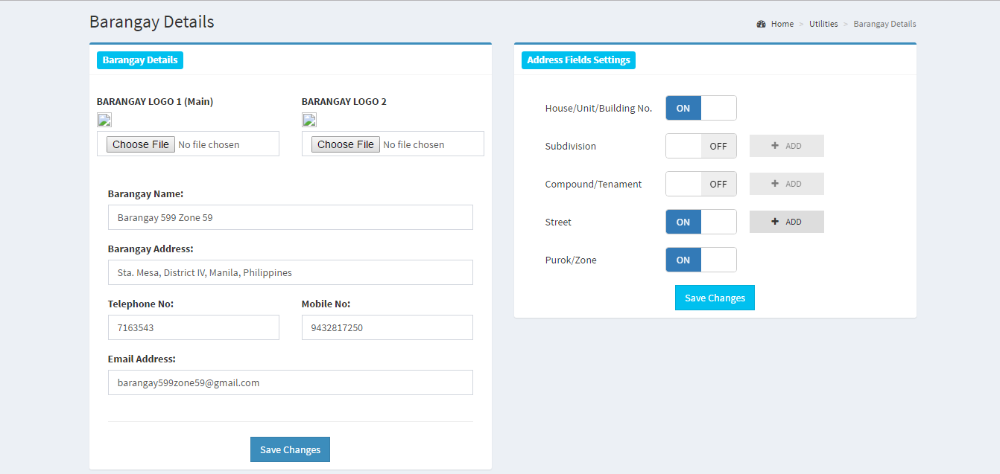 Barangay Details
Home > Utilities > Barangay Details
Barangay Details
BARANGAY LOGO 1 (Main)
BARANGAY LOGO 2
Choose File No file chosen
Choose File No file chosen
Barangay Name:
Barangay 599 Zone 59
Barangay Address:
Sta. Mesa, District IV, Manila, Philippines
Telephone No:
Mobile No:
7163543
9432817250
Email Address:
barangay599zone59@gmail.com
Save Changes
Address Fields Settings
House/Unit/Building No. ON
Subdivision OFF + ADD
Compound/Tenament OFF + ADD
Street ON + ADD
Purok/Zone ON
Save Changes